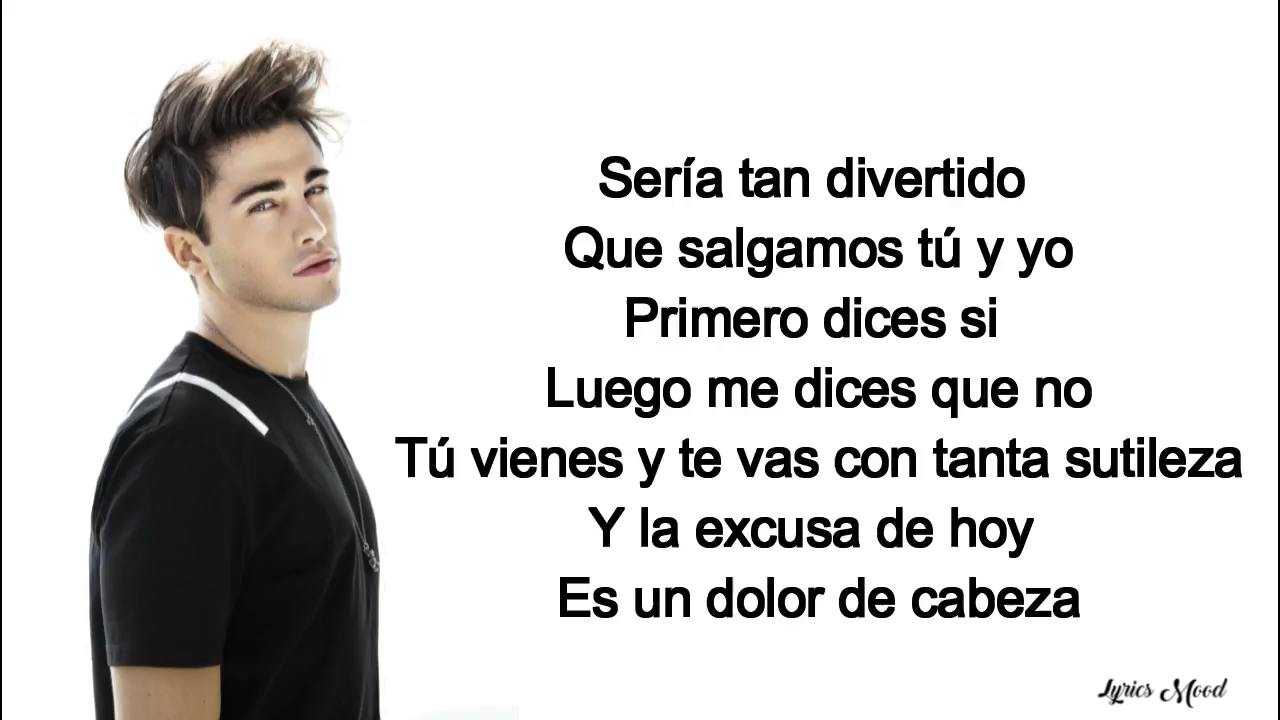 Sería tan divertido
Que salgamos tú y yo
Primero dices si
Luego me dices que no
Tú vienes y te vas con tanta sutileza
Y la excusa de hoy
Es un dolor de cabeza
Lyrics Mood